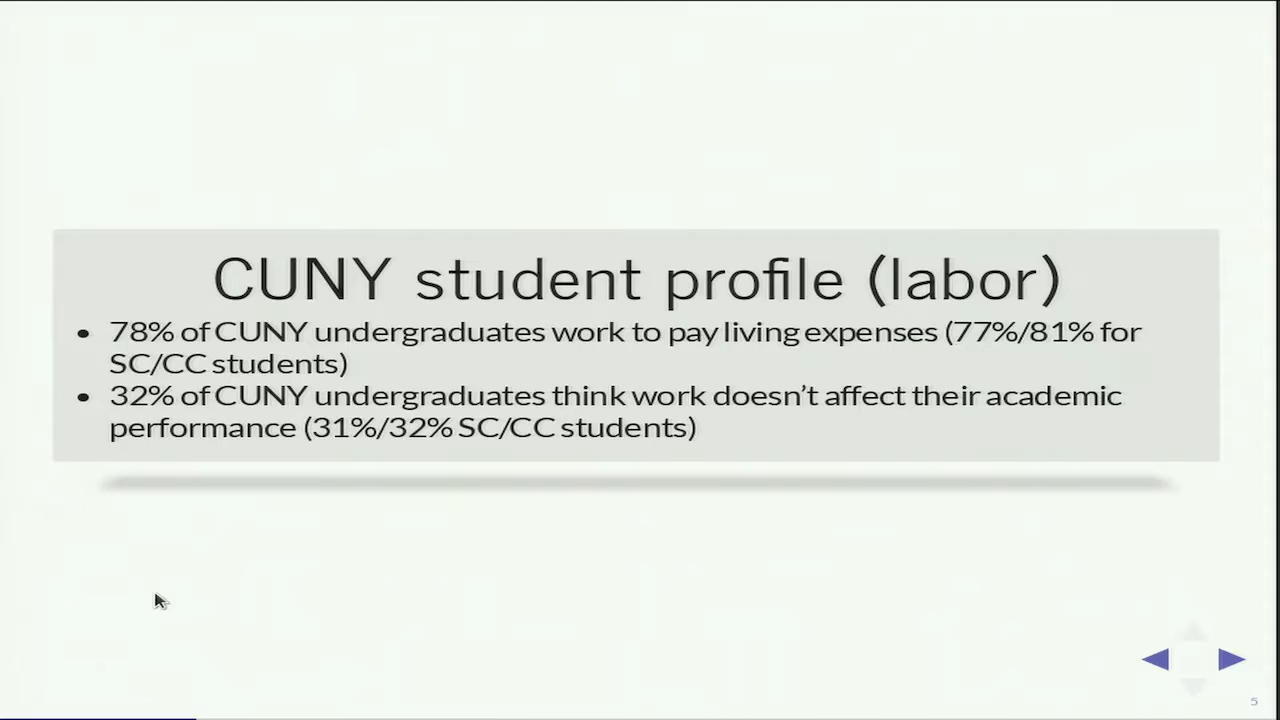 CUNY student profile (labor)
• 78% of CUNY undergraduates work to pay living expenses (77%/81% for
SC/CC students)
• 32% of CUNY undergraduates think work doesn’t affect their academic
performance (31%/32% SC/CC students)
5